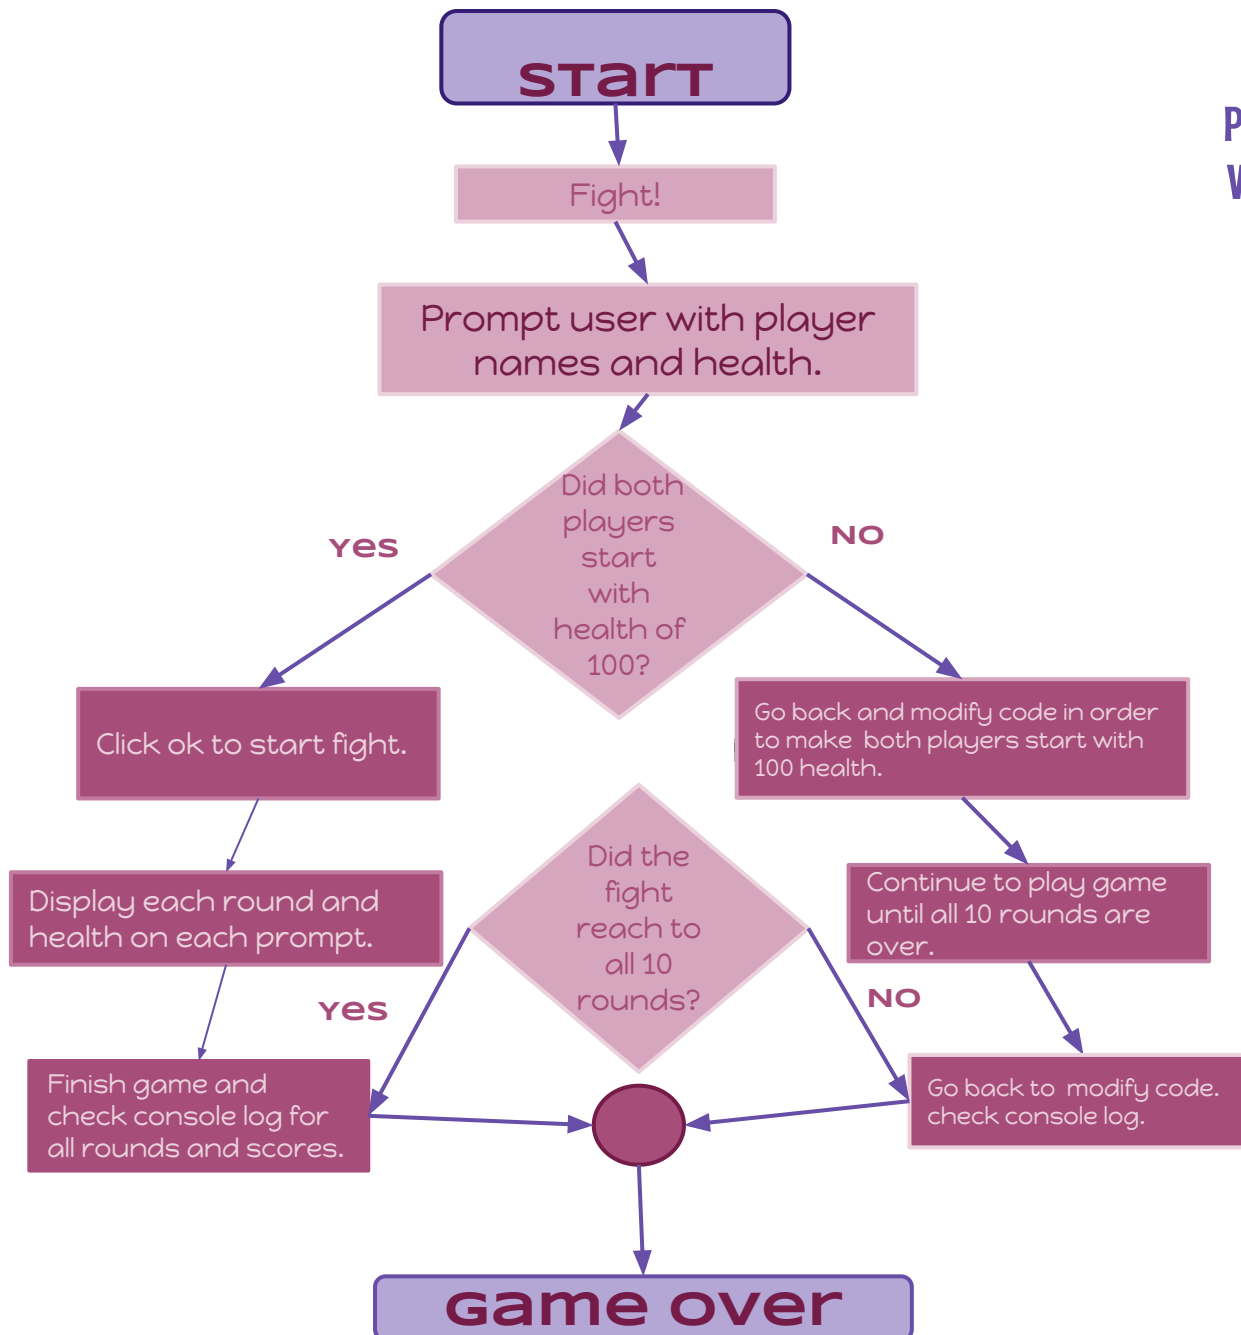 START
Fight!
Prompt user with player
names and health.
Did both
players
start
with
health of
100?
Yes
NO
Click ok to start fight.
Go back and modify code in order
to make both players start with
100 health.
Display each round and
health on each prompt.
Did the
fight
reach to
all 10
rounds?
Continue to play game
until all 10 rounds are
over.
Yes
NO
Finish game and
check console log for
all rounds and scores.
Go back to modify code.
check console log.
Game over